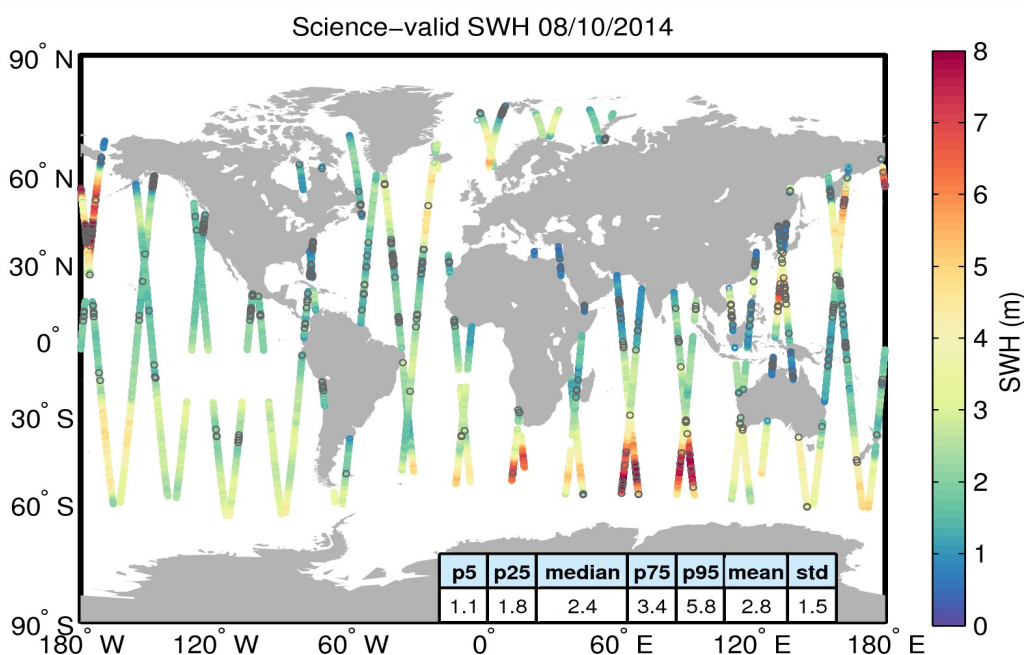 Science−valid SWH 08/10/2014
90° N
60° N
30° N
0°
30° S
60° S
90° S
180° W
120° W
60° W
0°
60° E
120° E
180° E
p5 p25 median p75 p95 mean std
1.1 1.8 2.4 3.4 5.8 2.8 1.5
8
7
6
5
4
3
2
1
0
SWH (m)